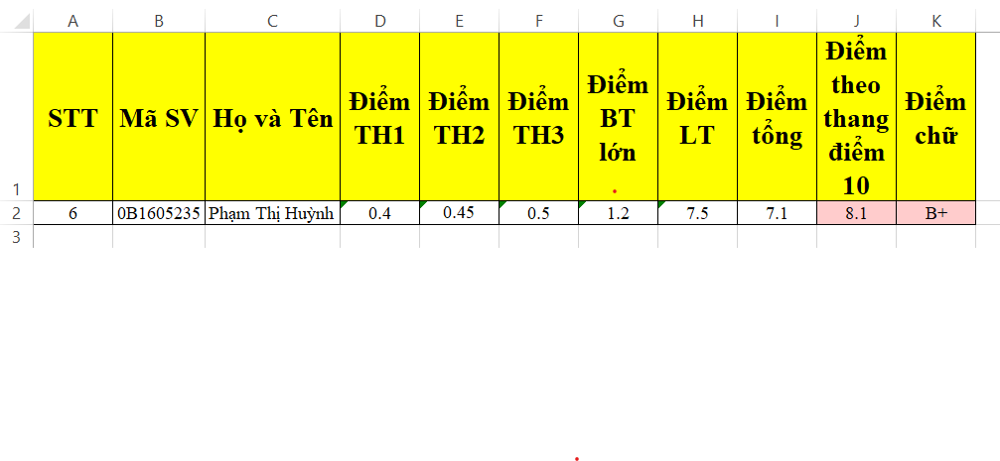 A B C D E F G H I J K
1 STT Mã SV Họ và Tên Điểm TH1 Điểm TH2 Điểm TH3 Điểm BT lớn Điểm LT Điểm tổng Điểm theo thang điểm 10 Điểm chữ
2 6 0B1605235 Phạm Thị Huỳnh 0.4 0.45 0.5 1.2 7.5 7.1 8.1 B+
3